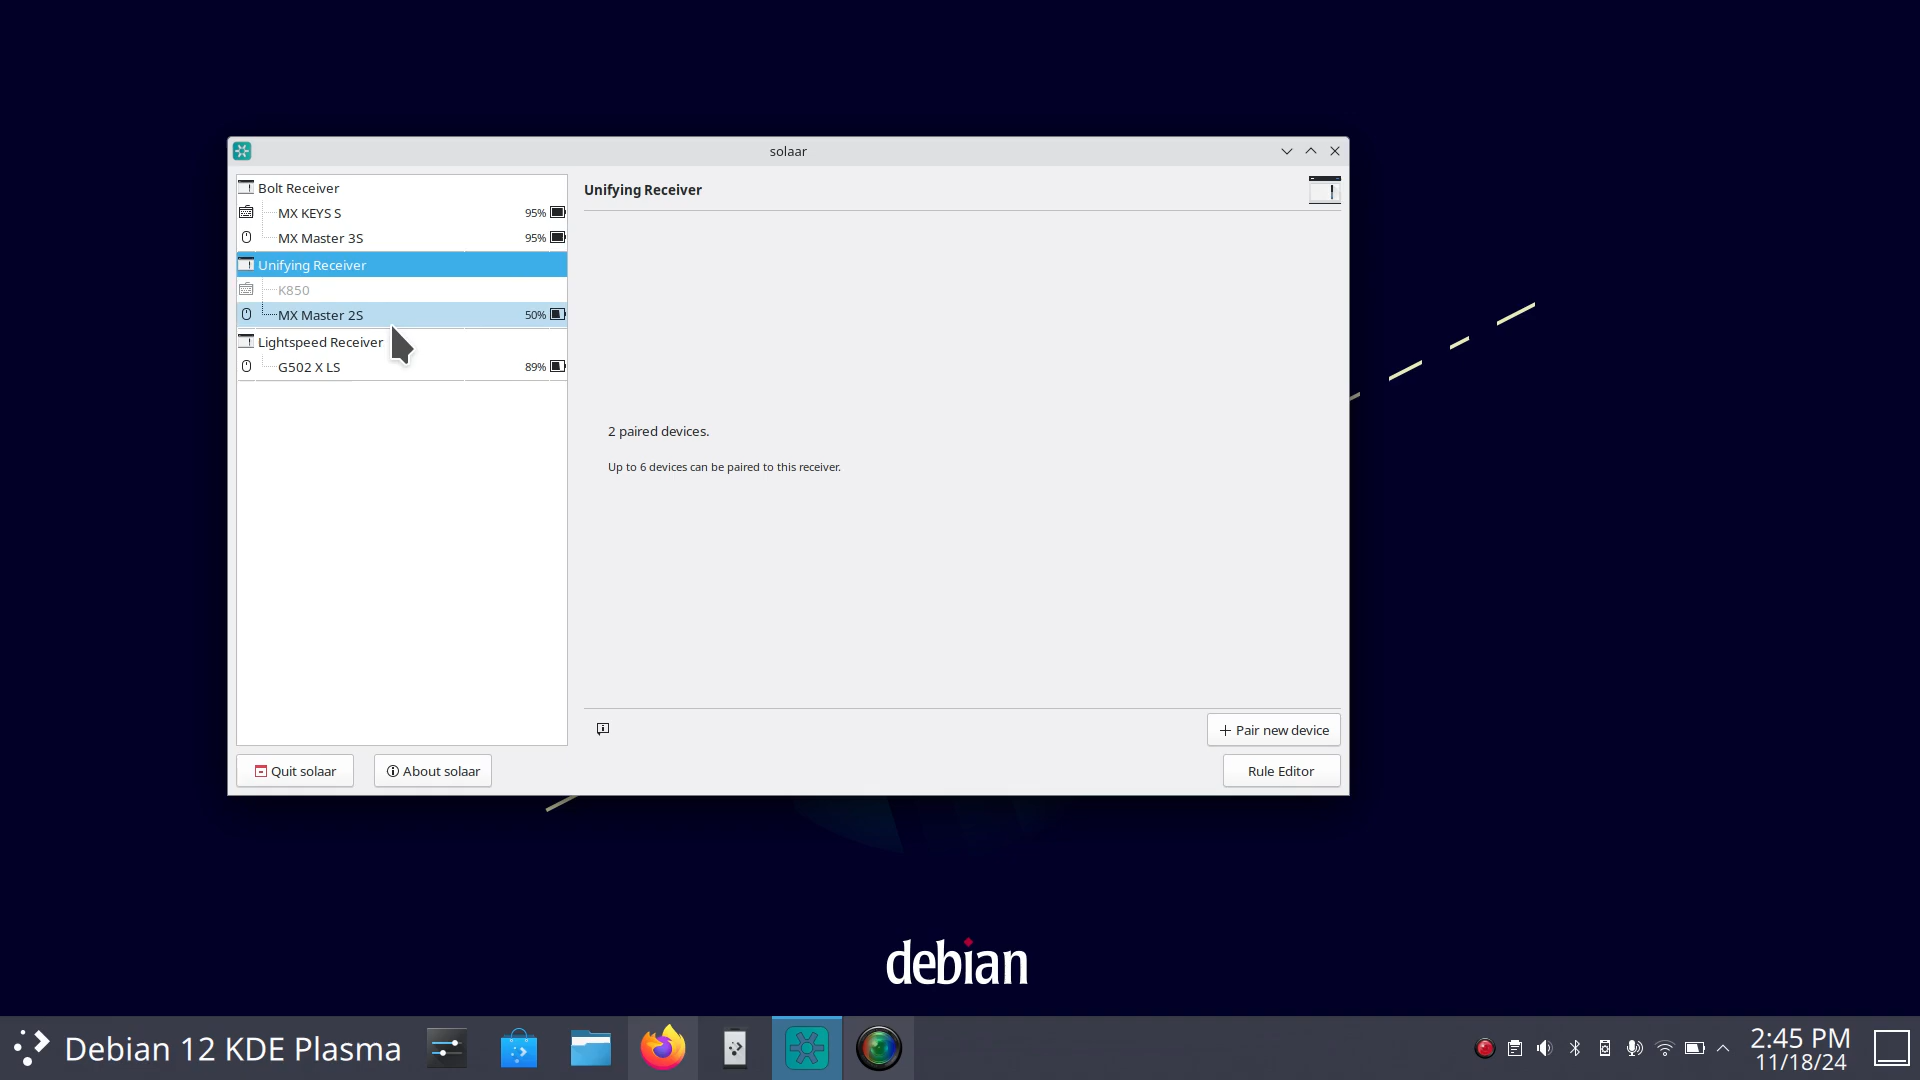 solaar
Bolt Receiver
MX KEYS S 95%
MX Master 3S 95%
Unifying Receiver
K850
MX Master 2S 50%
Lightspeed Receiver
G502 X LS 89%
Unifying Receiver
2 paired devices.
Up to 6 devices can be paired to this receiver.
Pair new device
Quit solaar
About solaar
Rule Editor
debian
Debian 12 KDE Plasma
2:45 PM
11/18/24